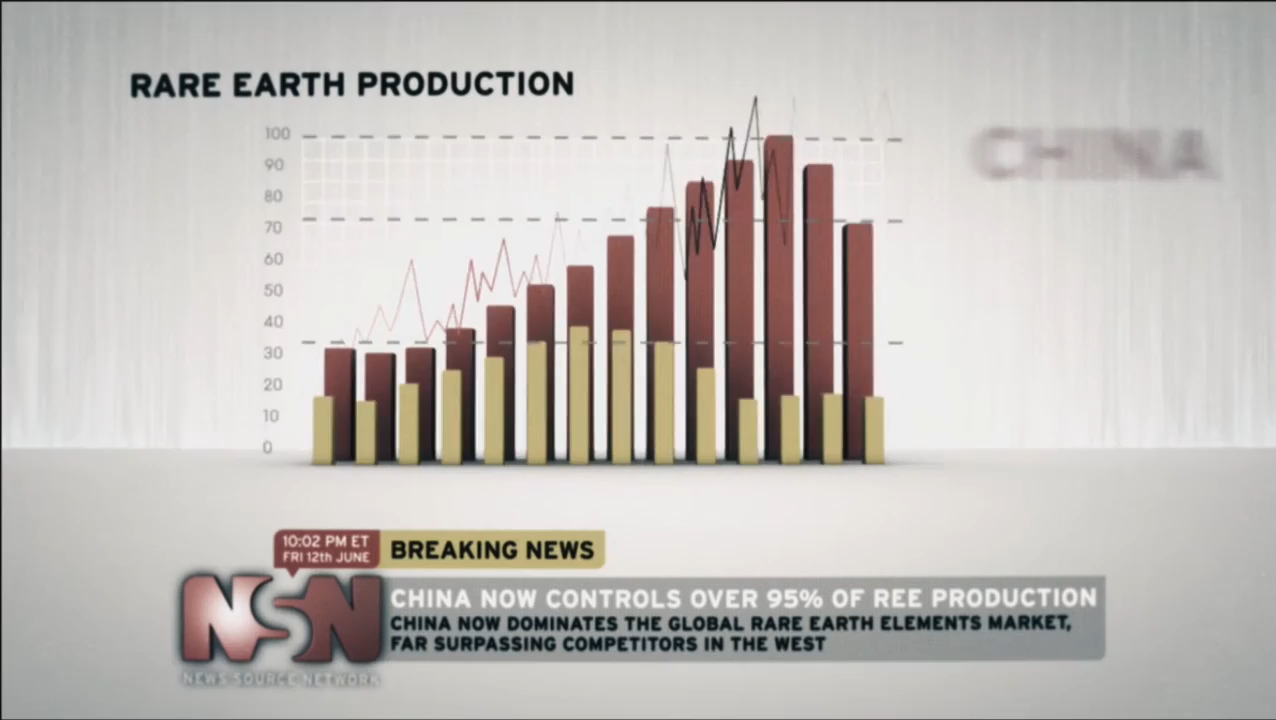 RARE EARTH PRODUCTION
CHINA
100
90
80
70
60
50
40
30
20
10
0
10:02 PM ET
FRI 12th JUNE
BREAKING NEWS
NSN
NEWS SOURCE NETWORK
CHINA NOW CONTROLS OVER 95% OF REE PRODUCTION
CHINA NOW DOMINATES THE GLOBAL RARE EARTH ELEMENTS MARKET,
FAR SURPASSING COMPETITORS IN THE WEST